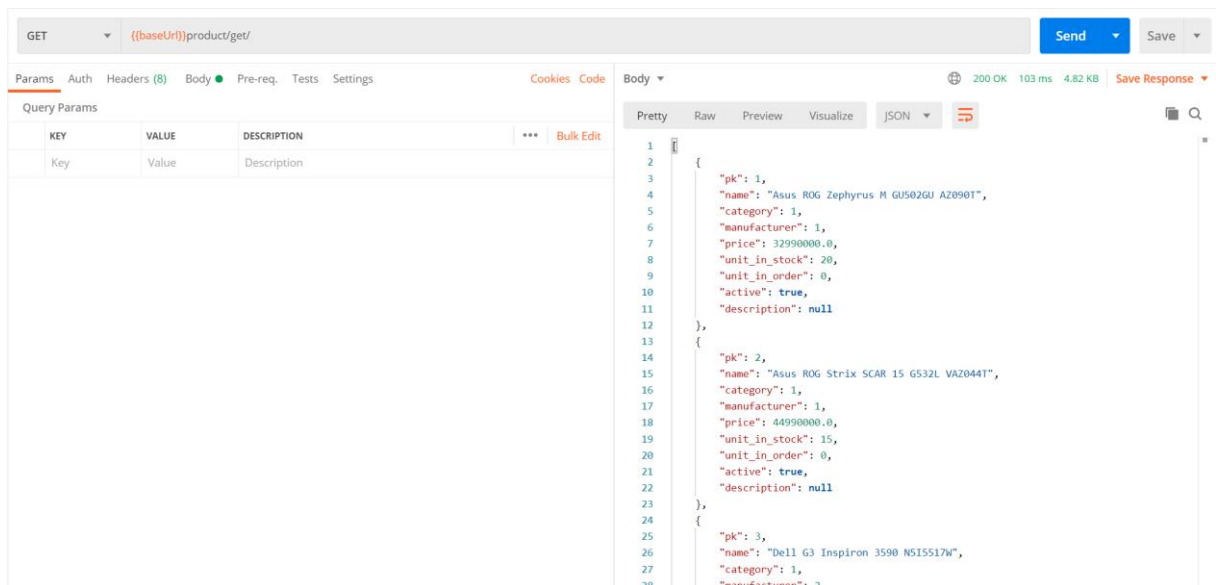 GET {{baseUrl}}product/get/ Send Save
Params Auth Headers (8) Body Pre-req. Tests Settings Cookies Code
Query Params
KEY VALUE DESCRIPTION ••• Bulk Edit
Key Value Description
Body 200 OK 103 ms 4.82 KB Save Response
Pretty Raw Preview Visualize JSON
1 [
2 {
3 "pk": 1,
4 "name": "Asus ROG Zephyrus M GU502GU AZ090T",
5 "category": 1,
6 "manufacturer": 1,
7 "price": 32990000.0,
8 "unit_in_stock": 20,
9 "unit_in_order": 0,
10 "active": true,
11 "description": null
12 },
13 {
14 "pk": 2,
15 "name": "Asus ROG Strix SCAR 15 G532L VAZ044T",
16 "category": 1,
17 "manufacturer": 1,
18 "price": 44990000.0,
19 "unit_in_stock": 15,
20 "unit_in_order": 0,
21 "active": true,
22 "description": null
23 },
24 {
25 "pk": 3,
26 "name": "Dell G3 Inspiron 3590 N5I5517W",
27 "category": 1,
28 "manufacturer": 2,